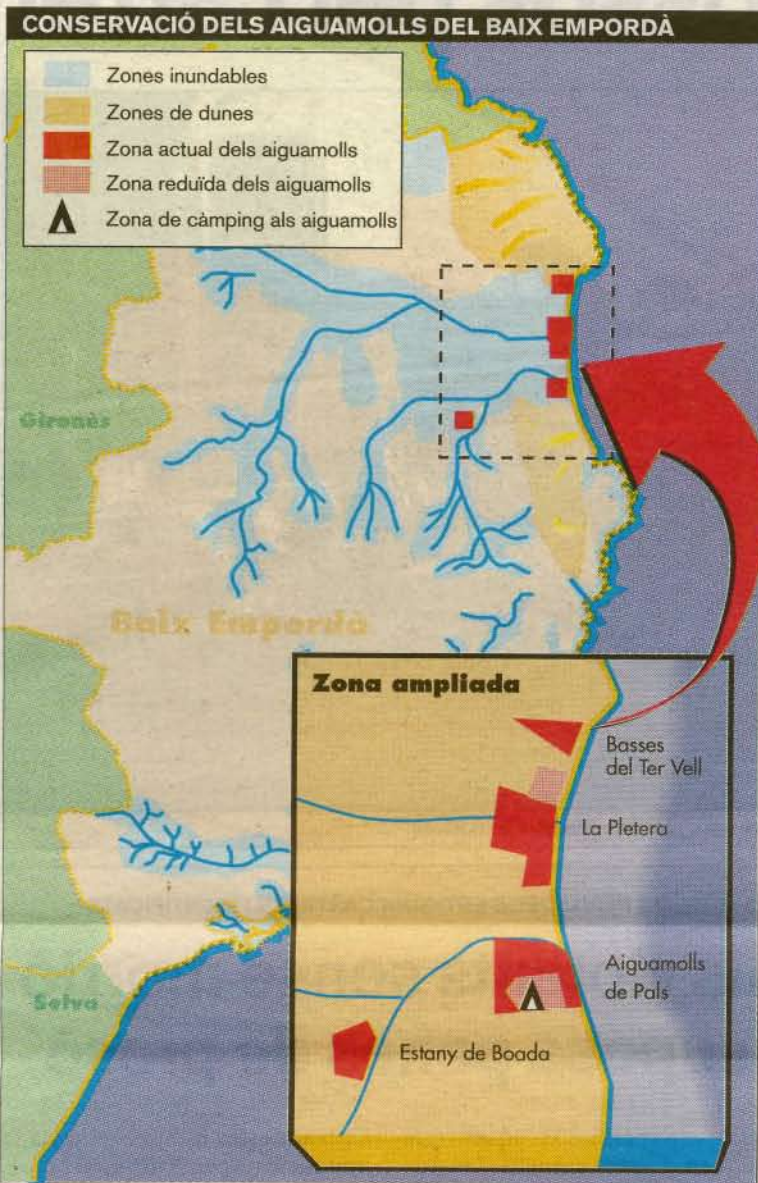 CONSERVACIÓ DELS AIGUAMOLLS DEL BAIX EMPORDÀ
Zones inundables
Zones de dunes
Zona actual dels aiguamolls
Zona reduïda dels aiguamolls
Zona de càmping als aiguamolls
Gironès
Baix Empordà
Selva
Zona ampliada
Basses
del Ter Vell
La Pletera
Aiguamolls
de Pals
Estany de Boada